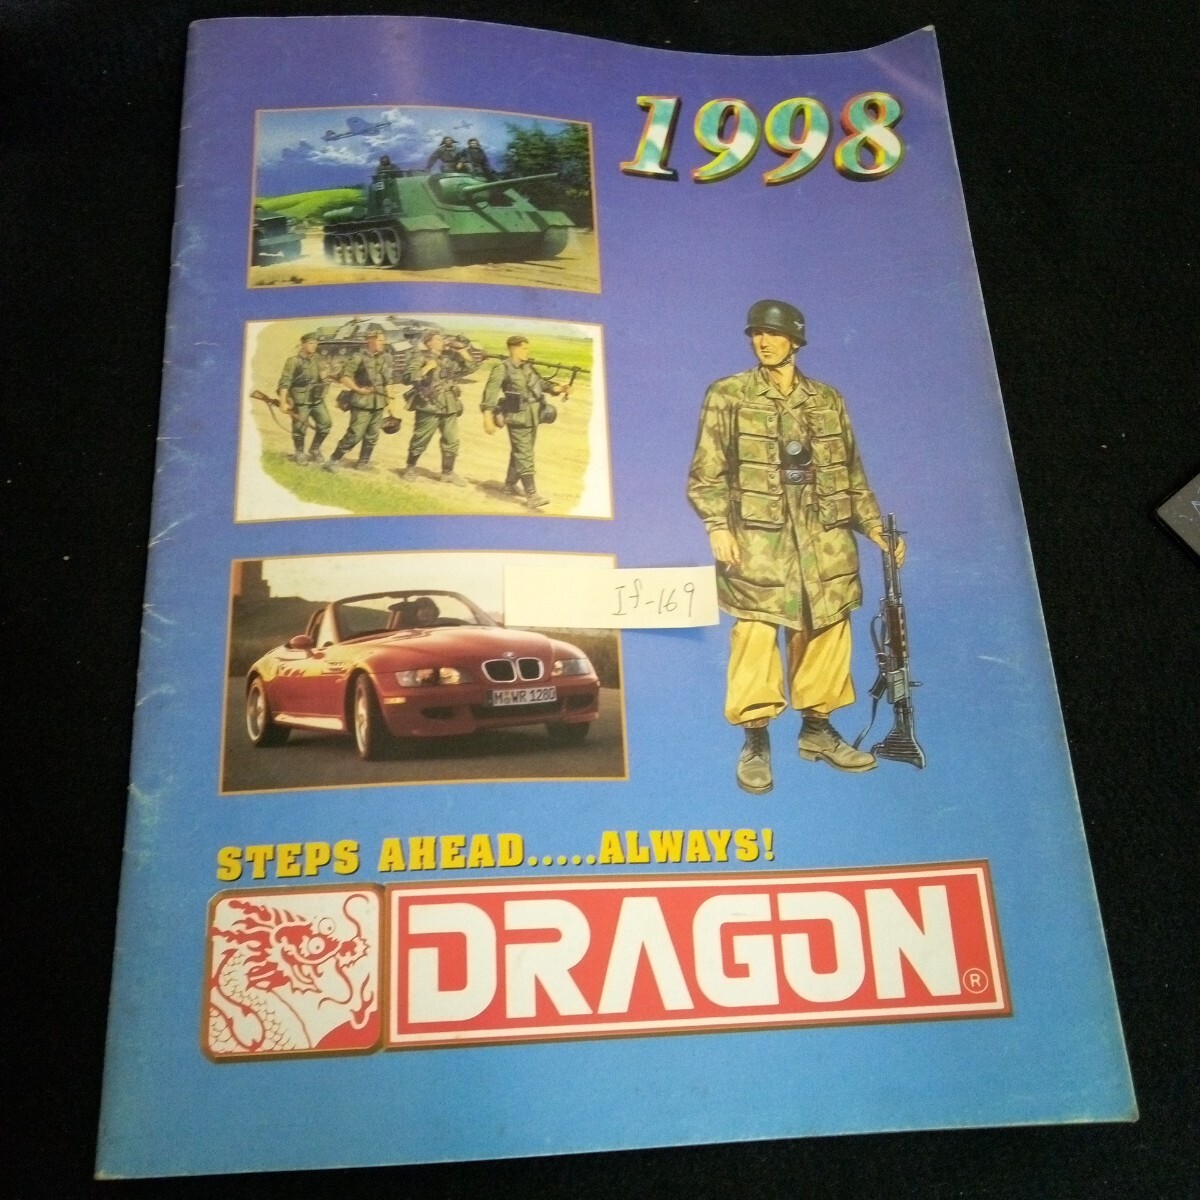 1998
If-169
M WR 1280
STEPS AHEAD.....ALWAYS!
DRAGON®